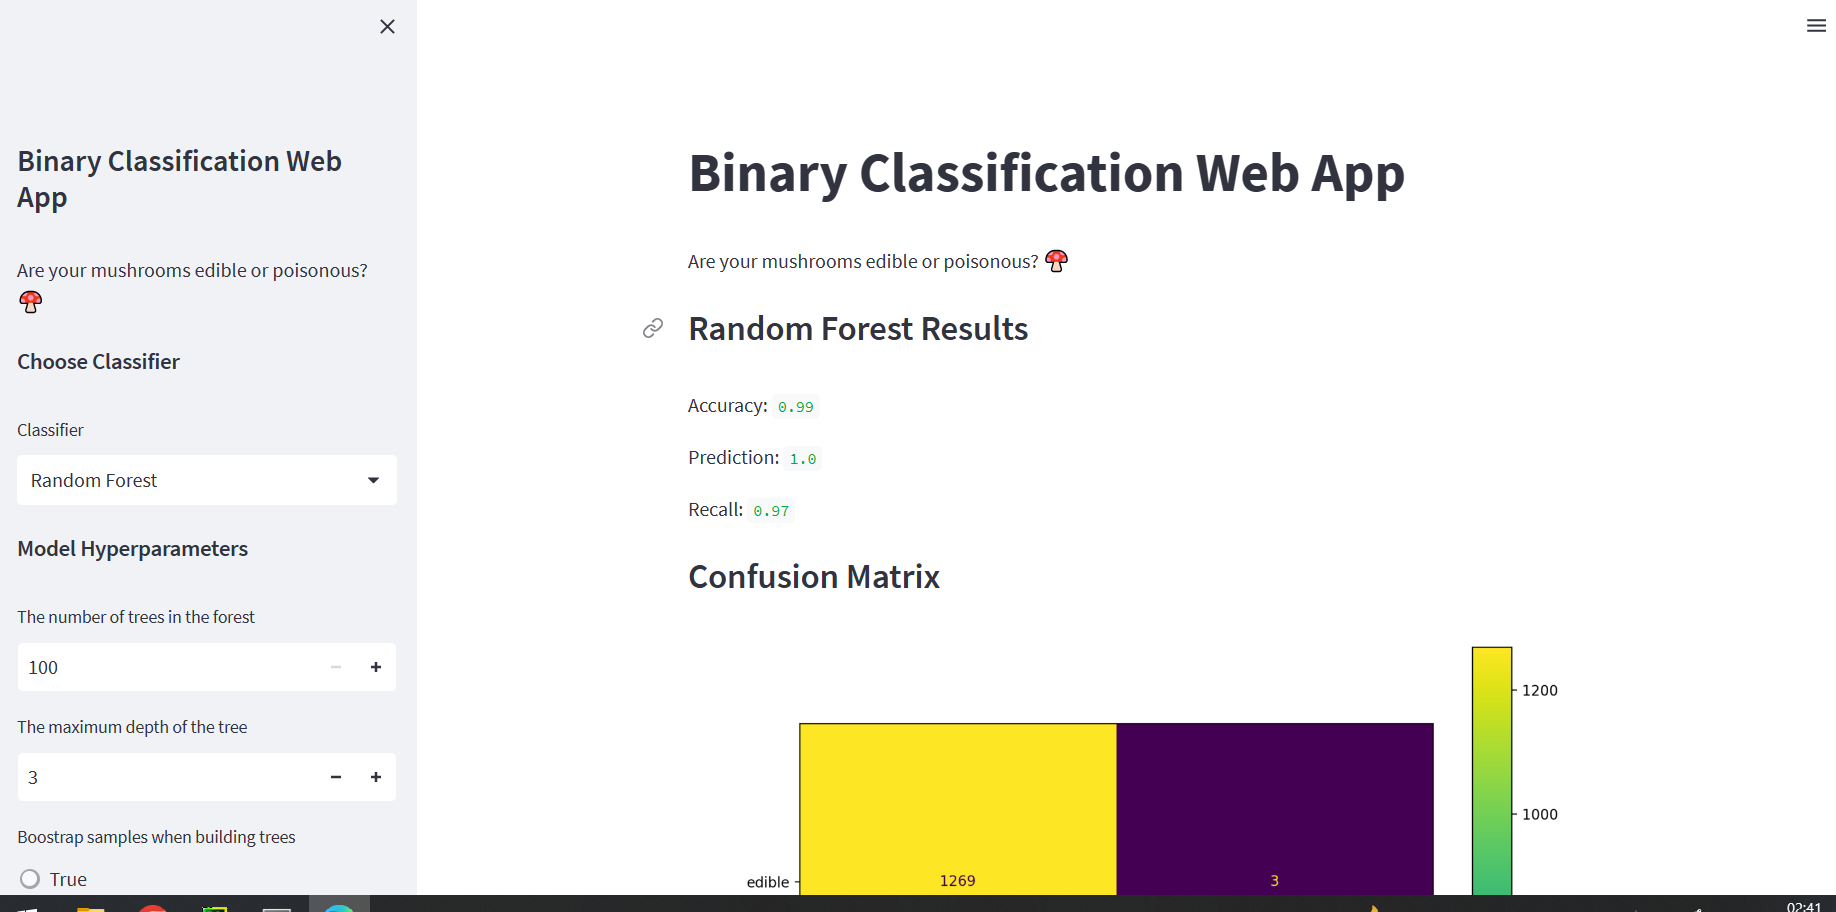 Binary Classification Web
App
Are your mushrooms edible or poisonous?
🍄
Choose Classifier
Classifier
Random Forest
Model Hyperparameters
The number of trees in the forest
100
The maximum depth of the tree
3
Boostrap samples when building trees
True
Binary Classification Web App
Are your mushrooms edible or poisonous? 🍄
Random Forest Results
Accuracy: 0.99
Prediction: 1.0
Recall: 0.97
Confusion Matrix
1200
1000
edible
1269
3
02:41